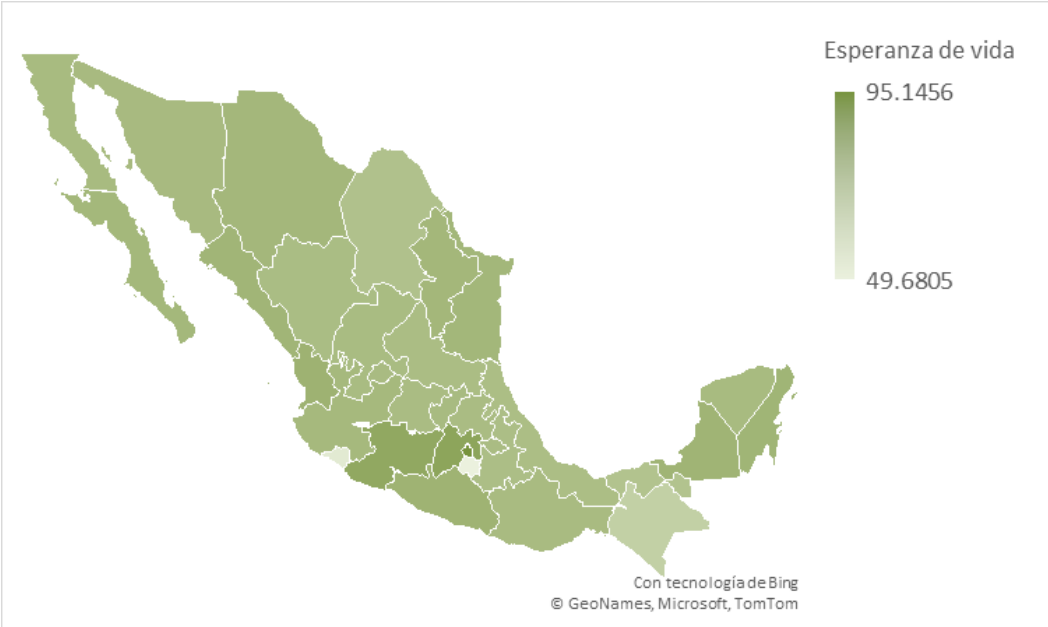 Esperanza de vida
95.1456
49.6805
Con tecnología de Bing
© GeoNames, Microsoft, TomTom